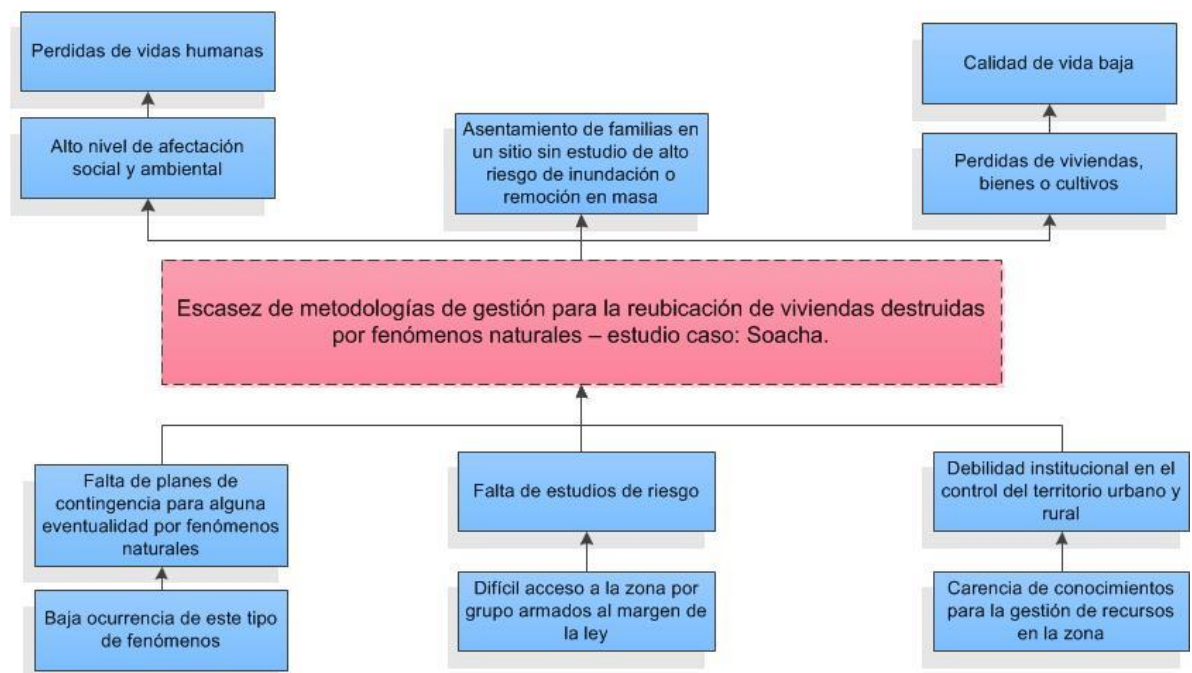 Perdidas de vidas humanas
Calidad de vida baja
Alto nivel de afectación
social y ambiental
Asentamiento de familias en
un sitio sin estudio de alto
riesgo de inundación o
remoción en masa
Perdidas de viviendas,
bienes o cultivos
Escasez de metodologías de gestión para la reubicación de viviendas destruidas
por fenómenos naturales – estudio caso: Soacha.
Falta de planes de
contingencia para alguna
eventualidad por fenómenos
naturales
Falta de estudios de riesgo
Debilidad institucional en el
control del territorio urbano y
rural
Baja ocurrencia de este tipo
de fenómenos
Difícil acceso a la zona por
grupo armados al margen de
la ley
Carencia de conocimientos
para la gestión de recursos
en la zona